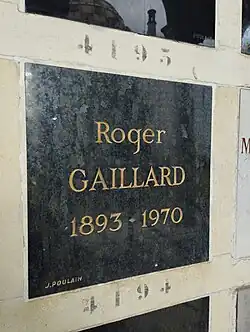 4195
Roger
GAILLARD
1893 - 1970
J. POULAIN
4194